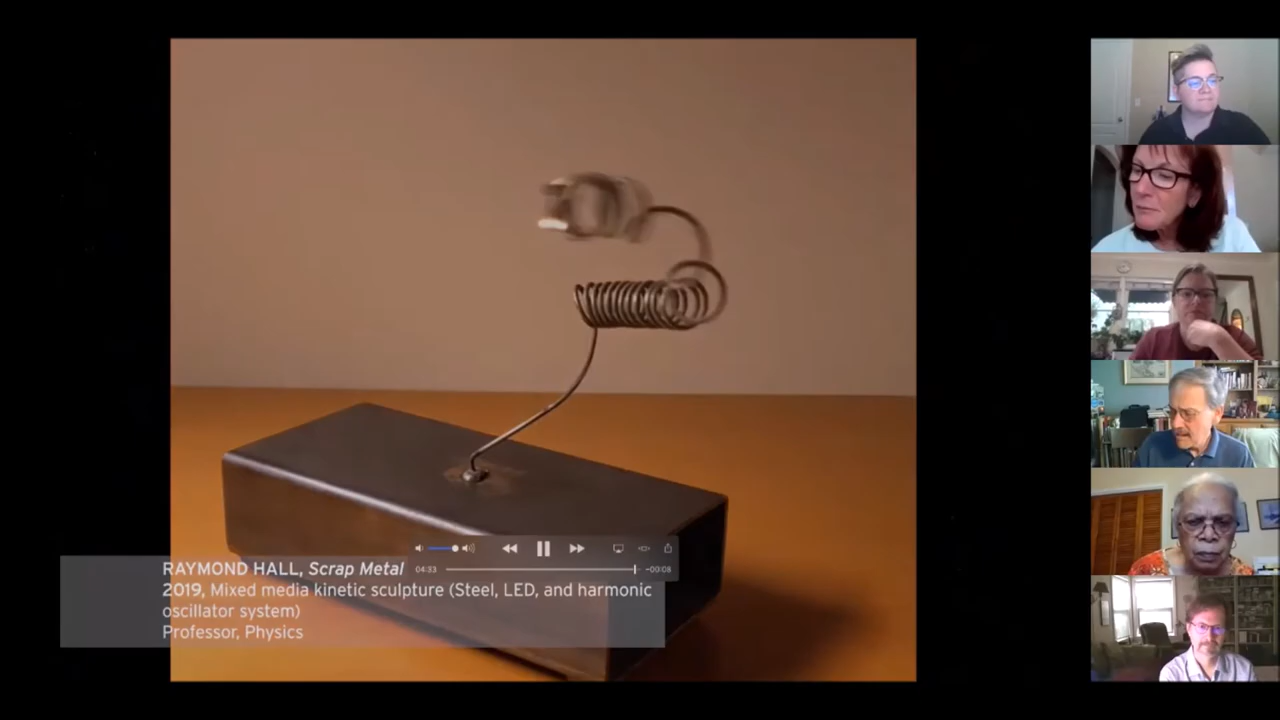 RAYMOND HALL, Scrap Metal
04:33
-00:08
2019, Mixed media kinetic sculpture (Steel, LED, and harmonic
oscillator system)
Professor, Physics